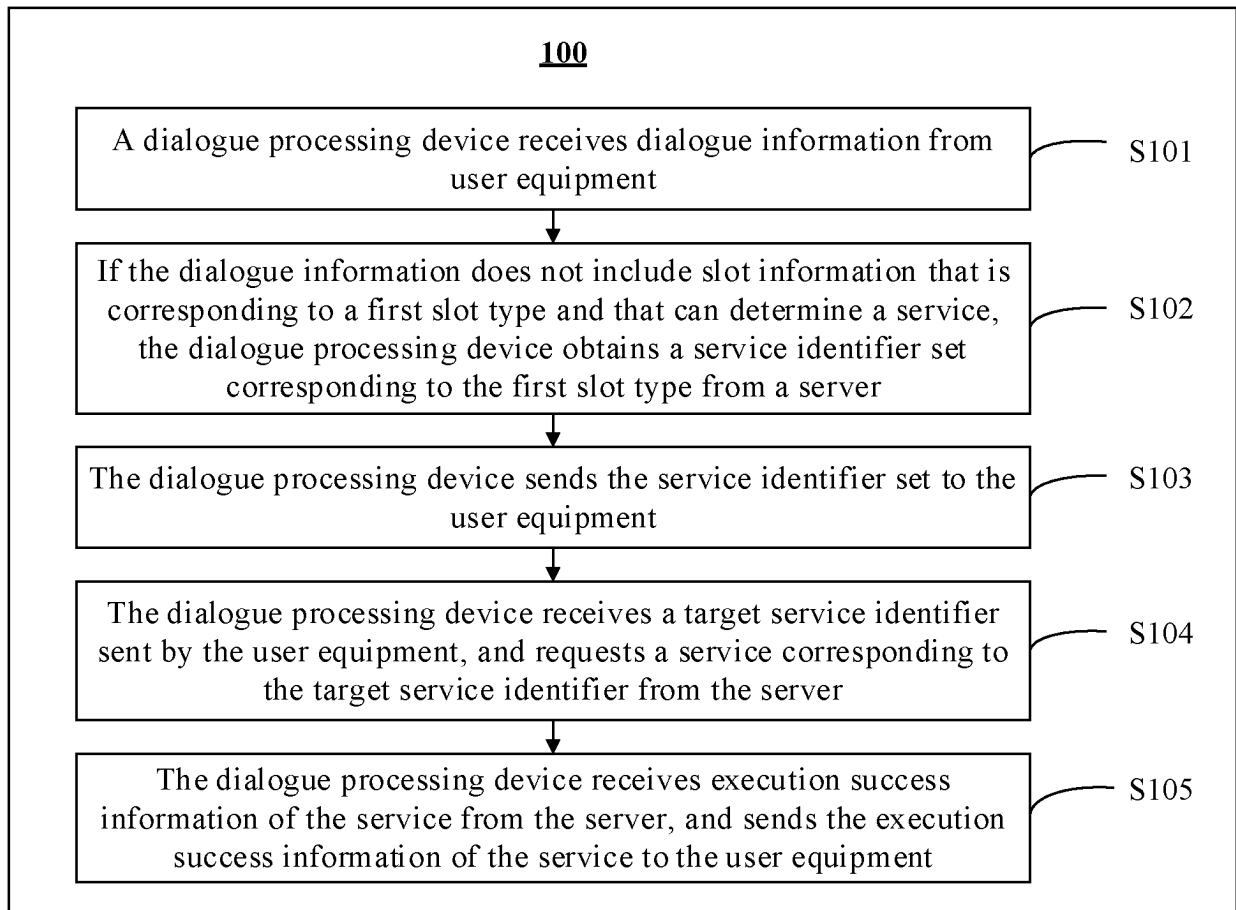 100
A dialogue processing device receives dialogue information from
user equipment
S101
If the dialogue information does not include slot information that is
corresponding to a first slot type and that can determine a service,
the dialogue processing device obtains a service identifier set
corresponding to the first slot type from a server
S102
The dialogue processing device sends the service identifier set to the
user equipment
S103
The dialogue processing device receives a target service identifier
sent by the user equipment, and requests a service corresponding to
the target service identifier from the server
S104
The dialogue processing device receives execution success
information of the service from the server, and sends the execution
success information of the service to the user equipment
S105